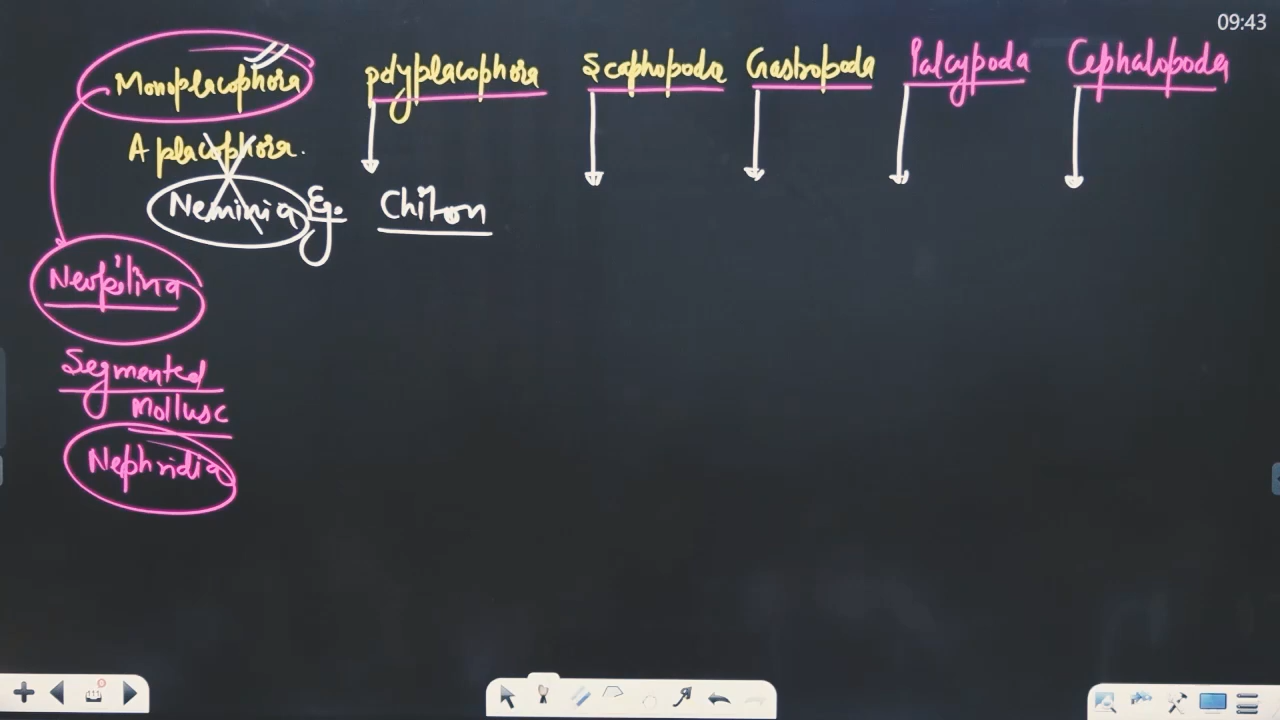 09:43
Monoplacophora polyplacophora Scaphopoda Gastropoda Palcypoda Cephalopoda
Aplacophora.
Neminia Eg. Chiton
Neopilina
Segmented
Mollusc
Nephridia